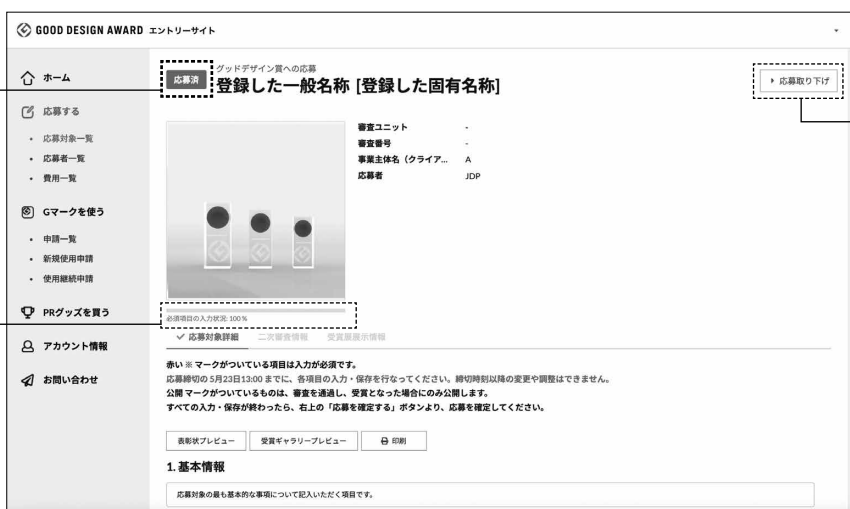 GOOD DESIGN AWARD エントリーサイト
ホーム
応募する
・ 応募対象一覧
・ 応募者一覧
・ 費用一覧
Gマークを使う
・ 申請一覧
・ 新規使用申請
・ 使用継続申請
PRグッズを買う
アカウント情報
お問い合わせ
応募済
グッドデザイン賞への応募
登録した一般名称 [登録した固有名称]
応募取り下げ
審査ユニット -
審査番号 -
事業主体名（クライア... A
応募者 JDP
必須項目の入力状況: 100 %
応募対象詳細 二次審査情報 受賞展展示情報
赤い ※ マークがついている項目は入力が必須です。
応募締切の 5月23日13:00 までに、各項目の入力・保存を行なってください。締切時刻以降の変更や調整はできません。
公開 マークがついているものは、審査を通過し、受賞となった場合にのみ公開します。
すべての入力・保存が終わったら、右上の「応募を確定する」ボタンより、応募を確定してください。
表彰状プレビュー 受賞ギャラリープレビュー 印刷
1. 基本情報
応募対象の最も基本的な事項について記入いただく項目です。